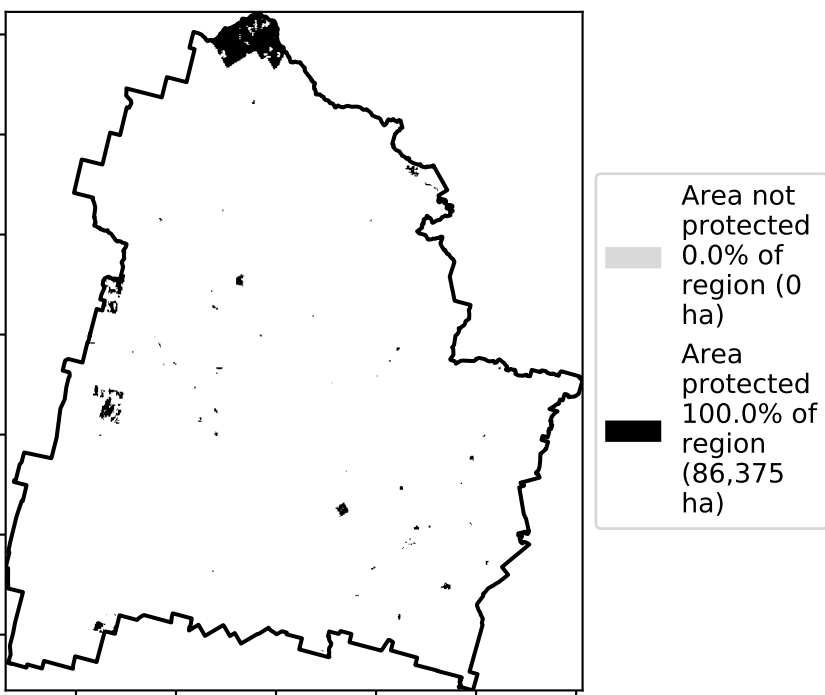 Area not
protected
0.0% of
region (0
ha)
Area
protected
100.0% of
region
(86,375
ha)